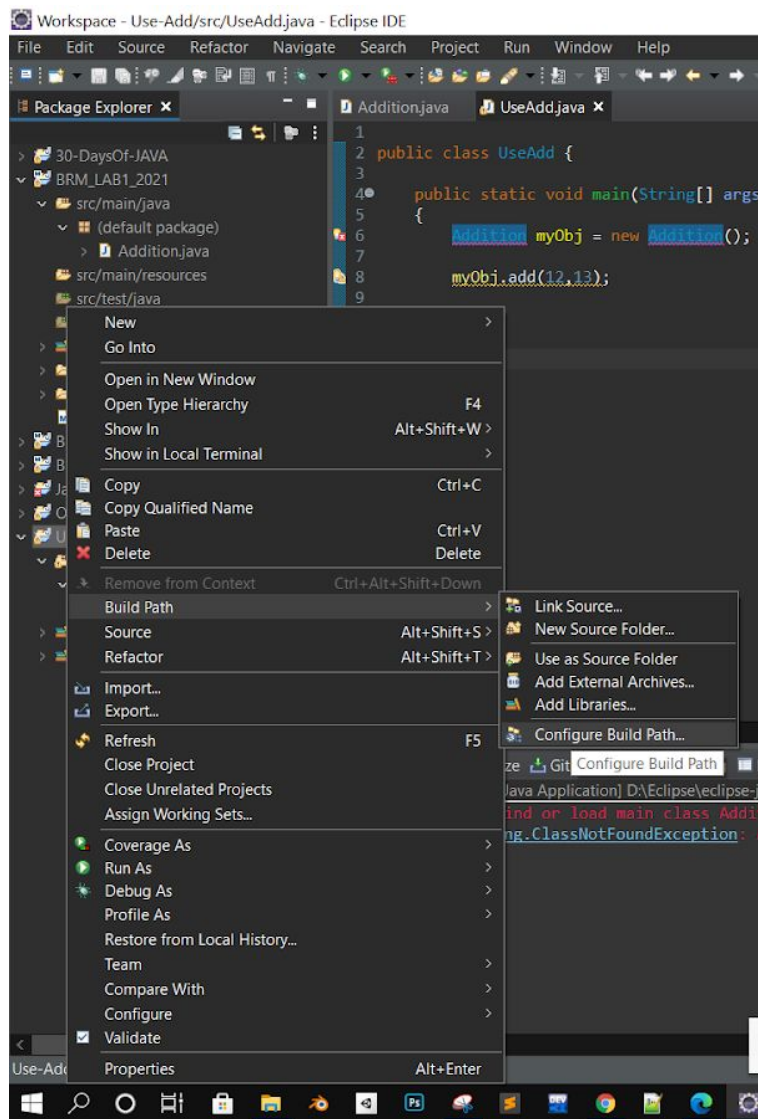 Workspace - Use-Add/src/UseAdd.java - Eclipse IDE
File Edit Source Refactor Navigate Search Project Run Window Help
Package Explorer
Addition.java
UseAdd.java
30-DaysOf-JAVA
BRM_LAB1_2021
src/main/java
(default package)
Addition.java
src/main/resources
src/test/java
1
2 public class UseAdd {
3
4 public static void main(String[] args
5 {
6 Addition myObj = new Addition();
7
8 myObj.add(12,13);
9
B
B
Ja
O
U
New
Go Into
Open in New Window
Open Type Hierarchy F4
Show In Alt+Shift+W
Show in Local Terminal
Copy Ctrl+C
Copy Qualified Name
Paste Ctrl+V
Delete Delete
Remove from Context Ctrl+Alt+Shift+Down
Build Path
Source Alt+Shift+S
Refactor Alt+Shift+T
Import...
Export...
Refresh F5
Close Project
Close Unrelated Projects
Assign Working Sets...
Coverage As
Run As
Debug As
Profile As
Restore from Local History...
Team
Compare With
Configure
Validate
Properties Alt+Enter
Link Source...
New Source Folder...
Use as Source Folder
Add External Archives...
Add Libraries...
Configure Build Path...
ze Git Configure Build Path
Java Application] D:\Eclipse\eclipse-j
ind or load main class Addi
ng.ClassNotFoundException:
Use-Add
Ps